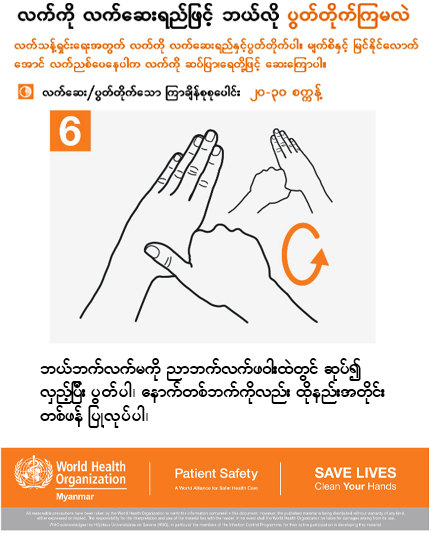 လက်ကို လက်ဆေးရည်ဖြင့် ဘယ်လို ပွတ်တိုက်ကြမလဲ
လက်သန့်ရှင်းရေးအတွက် လက်ကို လက်ဆေးရည်နှင့်ပွတ်တိုက်ပါ။ မျက်စိနှင့် မြင်နိုင်လောက်
အောင် လက်ညစ်ပေနေပါက လက်ကို ဆပ်ပြာရေတို့ဖြင့် ဆေးကြောပါ။
လက်ဆေး/ပွတ်တိုက်သော ကြာချိန်စုစုပေါင်း ၂၀-၃၀ စက္ကန့်
6
ဘယ်ဘက်လက်မကို ညာဘက်လက်ဖဝါးထဲတွင် ဆုပ်၍
လှည့်ပြီး ပွတ်ပါ၊ နောက်တစ်ဘက်ကိုလည်း ထိုနည်းအတိုင်း
တစ်ဖန် ပြုလုပ်ပါ၊
World Health
Organization
Myanmar
Patient Safety
A World Alliance for Safer Health Care
SAVE LIVES
Clean Your Hands